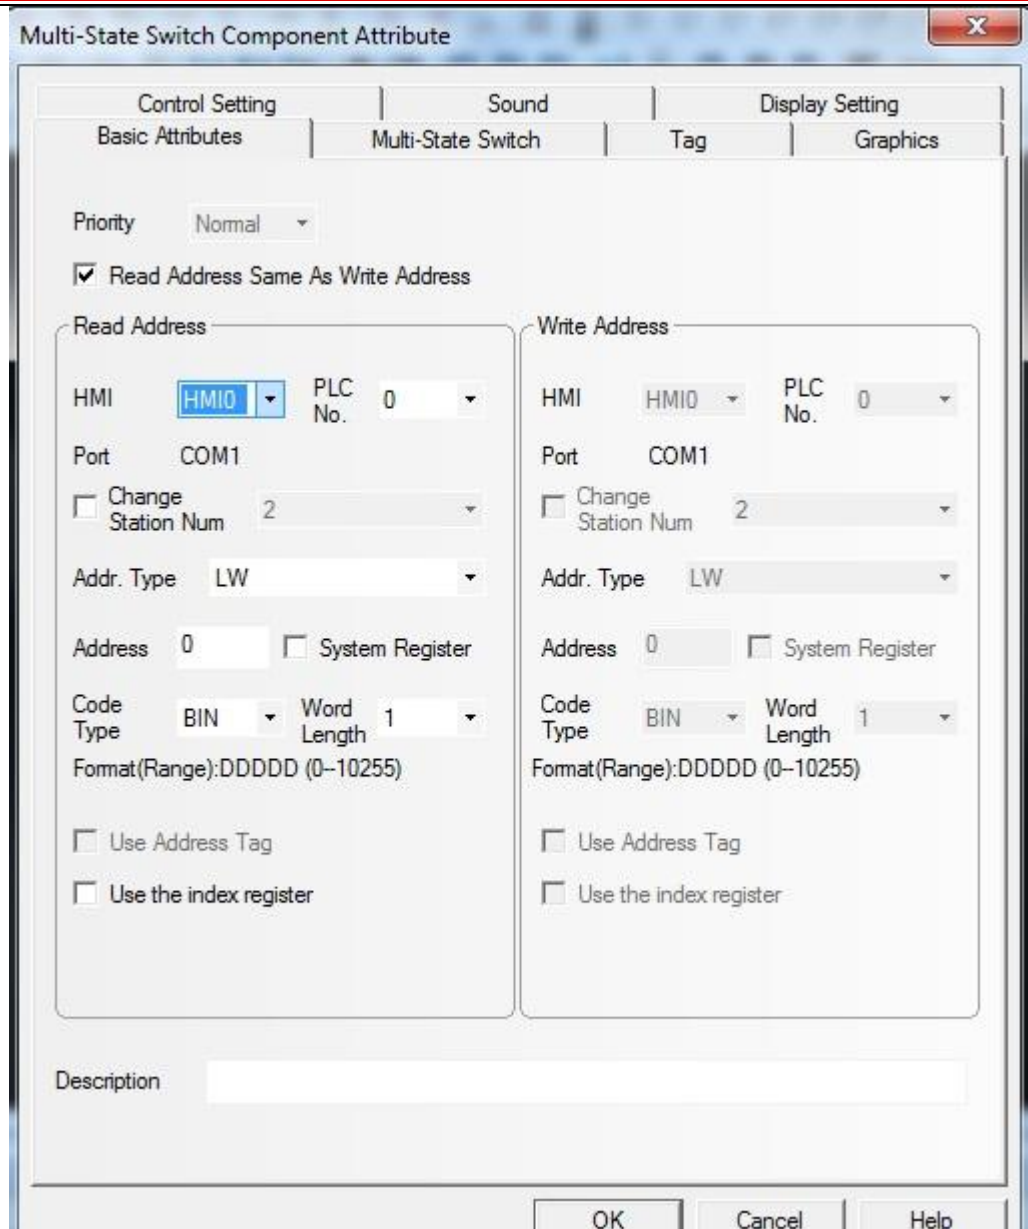 Multi-State Switch Component Attribute
Control Setting Sound Display Setting
Basic Attributes Multi-State Switch Tag Graphics
Priority Normal
Read Address Same As Write Address
Read Address
HMI HMI0 PLC No. 0
Port COM1
Change Station Num 2
Addr. Type LW
Address 0 System Register
Code Type BIN Word Length 1
Format(Range):DDDDD (0--10255)
Use Address Tag
Use the index register
Write Address
HMI HMI0 PLC No. 0
Port COM1
Change Station Num 2
Addr. Type LW
Address 0 System Register
Code Type BIN Word Length 1
Format(Range):DDDDD (0--10255)
Use Address Tag
Use the index register
Description
OK Cancel Help